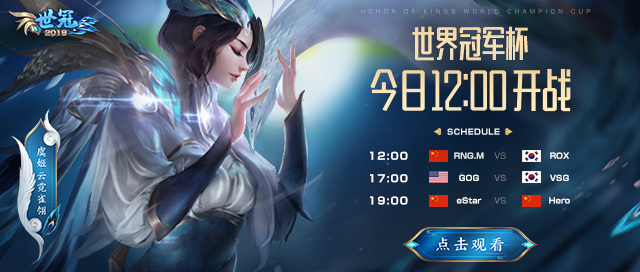 世冠
2019
HONOR OF KINGS WORLD CHAMPION CUP
世界冠军杯
今日12:00开战
SCHEDULE
12:00 RNG.M VS ROX
17:00 GOG VS VSG
19:00 eStar VS Hero
虞姬云霓雀翎
点击观看